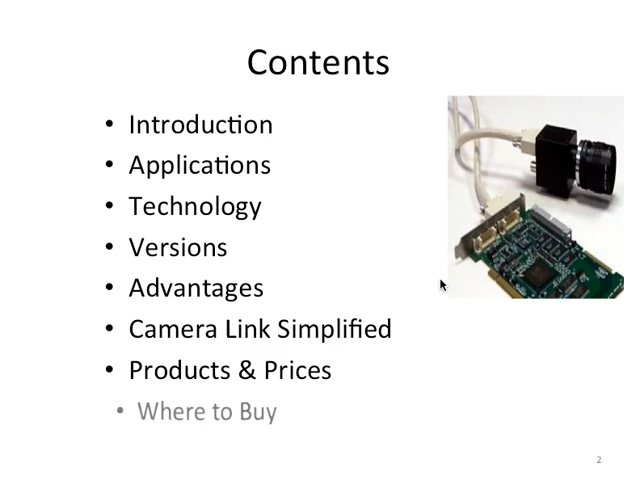 Contents
• Introduction
• Applications
• Technology
• Versions
• Advantages
• Camera Link Simplified
• Products & Prices
• Where to Buy
2